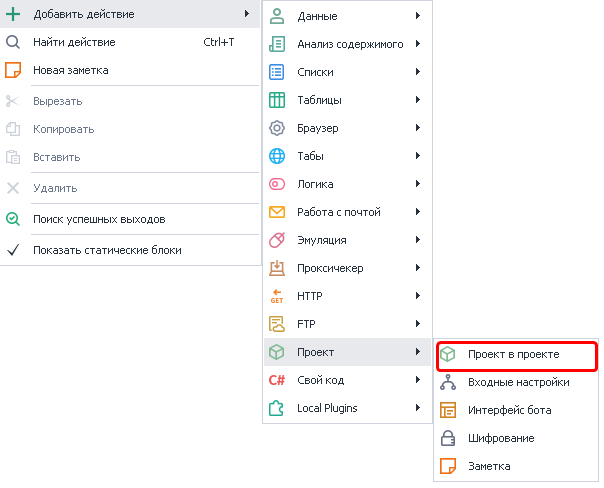 Добавить действие
Найти действие Ctrl+T
Новая заметка
Вырезать
Копировать
Вставить
Удалить
Поиск успешных выходов
Показать статические блоки
Данные
Анализ содержимого
Списки
Таблицы
Браузер
Табы
Логика
Работа с почтой
Эмуляция
Проксичекер
GET HTTP
FTP
Проект
C# Свой код
Local Plugins
Проект в проекте
Входные настройки
Интерфейс бота
Шифрование
Заметка